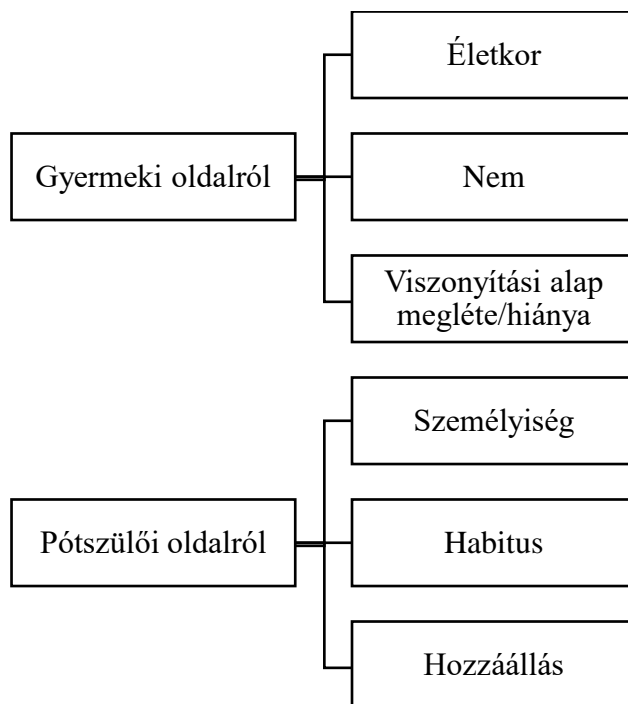 Gyermeki oldalról
Életkor
Nem
Viszonyítási alap
megléte/hiánya
Pótszülői oldalról
Személyiség
Habitus
Hozzáállás